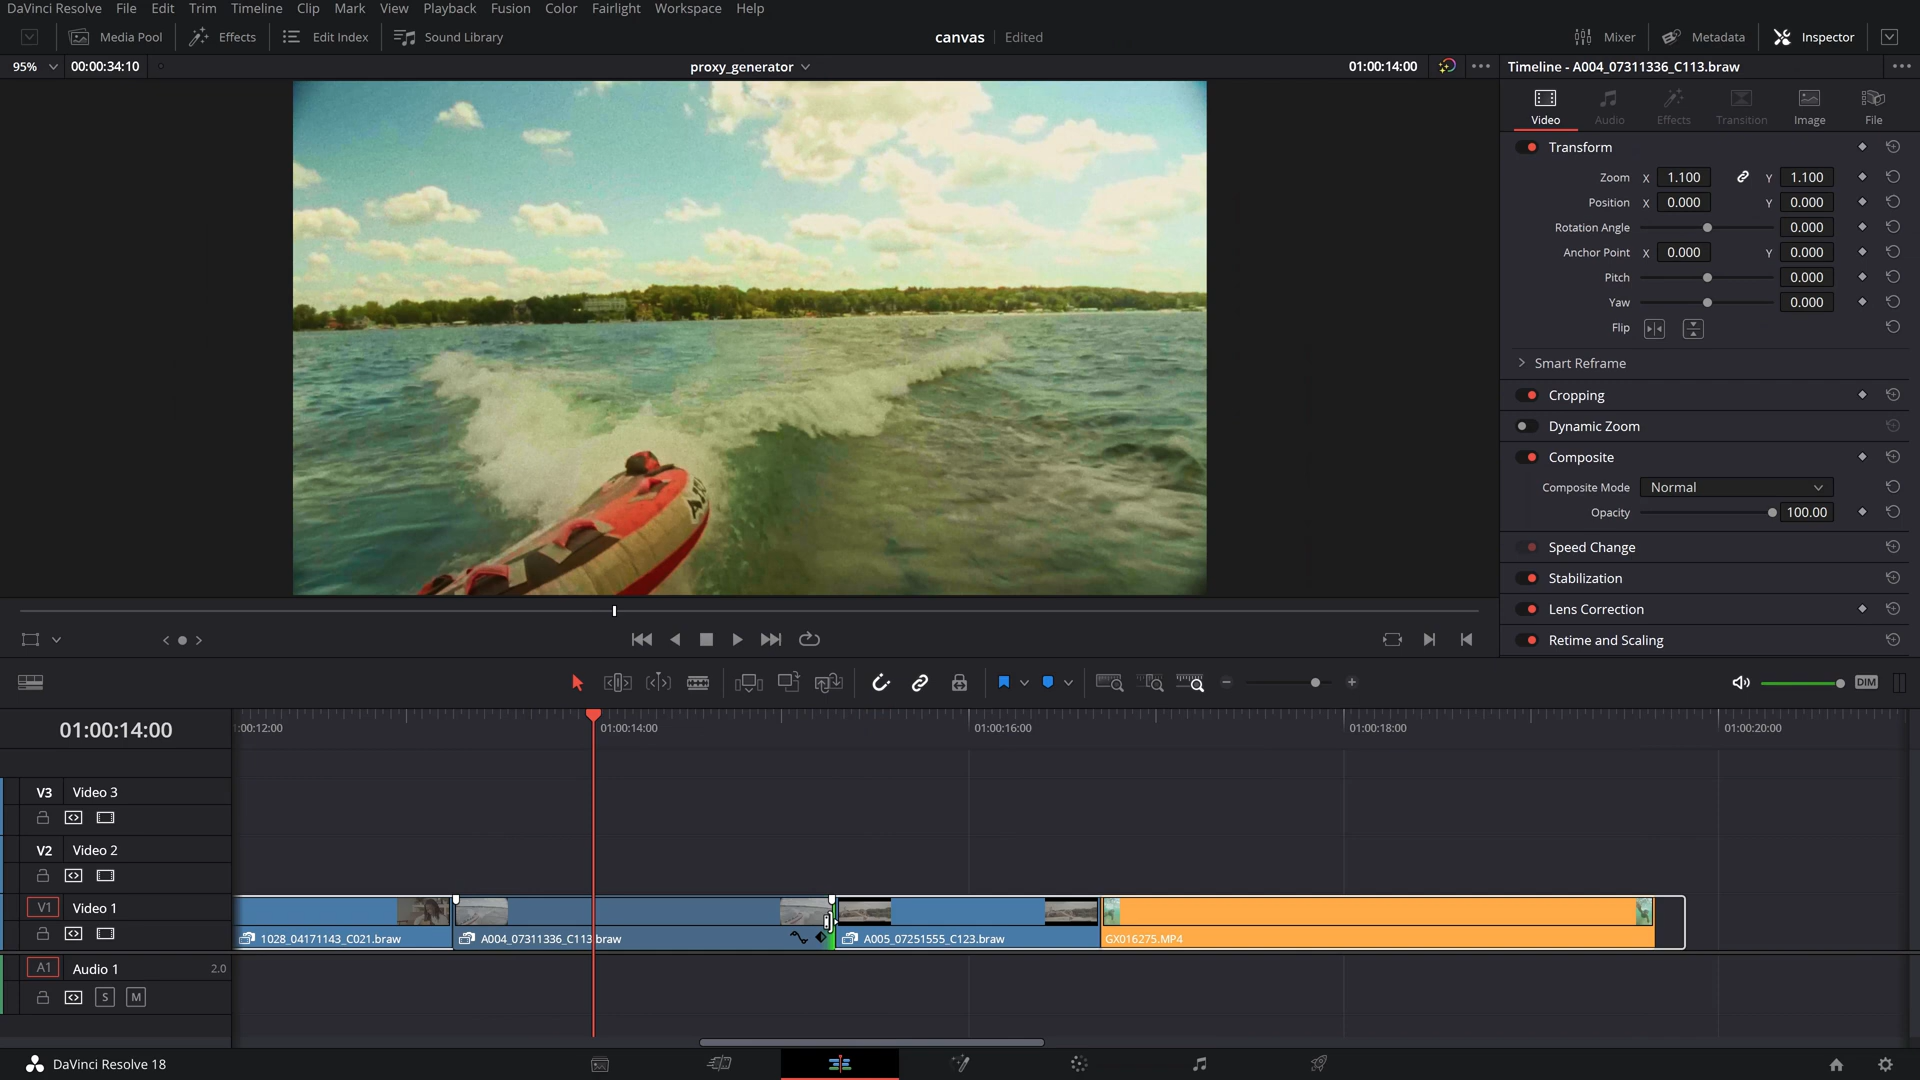 DaVinci Resolve File Edit Trim Timeline Clip Mark View Playback Fusion Color Fairlight Workspace Help
Media Pool Effects Edit Index Sound Library canvas Edited Mixer Metadata Inspector
95% 00:00:34:10 proxy_generator 01:00:14:00 Timeline - A004_07311336_C113.braw
Video Audio Effects Transition Image File
Transform
Zoom X 1.100 Y 1.100
Position X 0.000 Y 0.000
Rotation Angle 0.000
Anchor Point X 0.000 Y 0.000
Pitch 0.000
Yaw 0.000
Flip
Smart Reframe
Cropping
Dynamic Zoom
Composite
Composite Mode Normal
Opacity 100.00
Speed Change
Stabilization
Lens Correction
Retime and Scaling
DIM
01:00:14:00
:00:12:00 01:00:14:00 01:00:16:00 01:00:18:00 01:00:20:00
V3 Video 3
V2 Video 2
V1 Video 1
1028_04171143_C021.braw A004_07311336_C113.braw A005_07251555_C123.braw GX016275.MP4
A1 Audio 1 2.0
S M
DaVinci Resolve 18